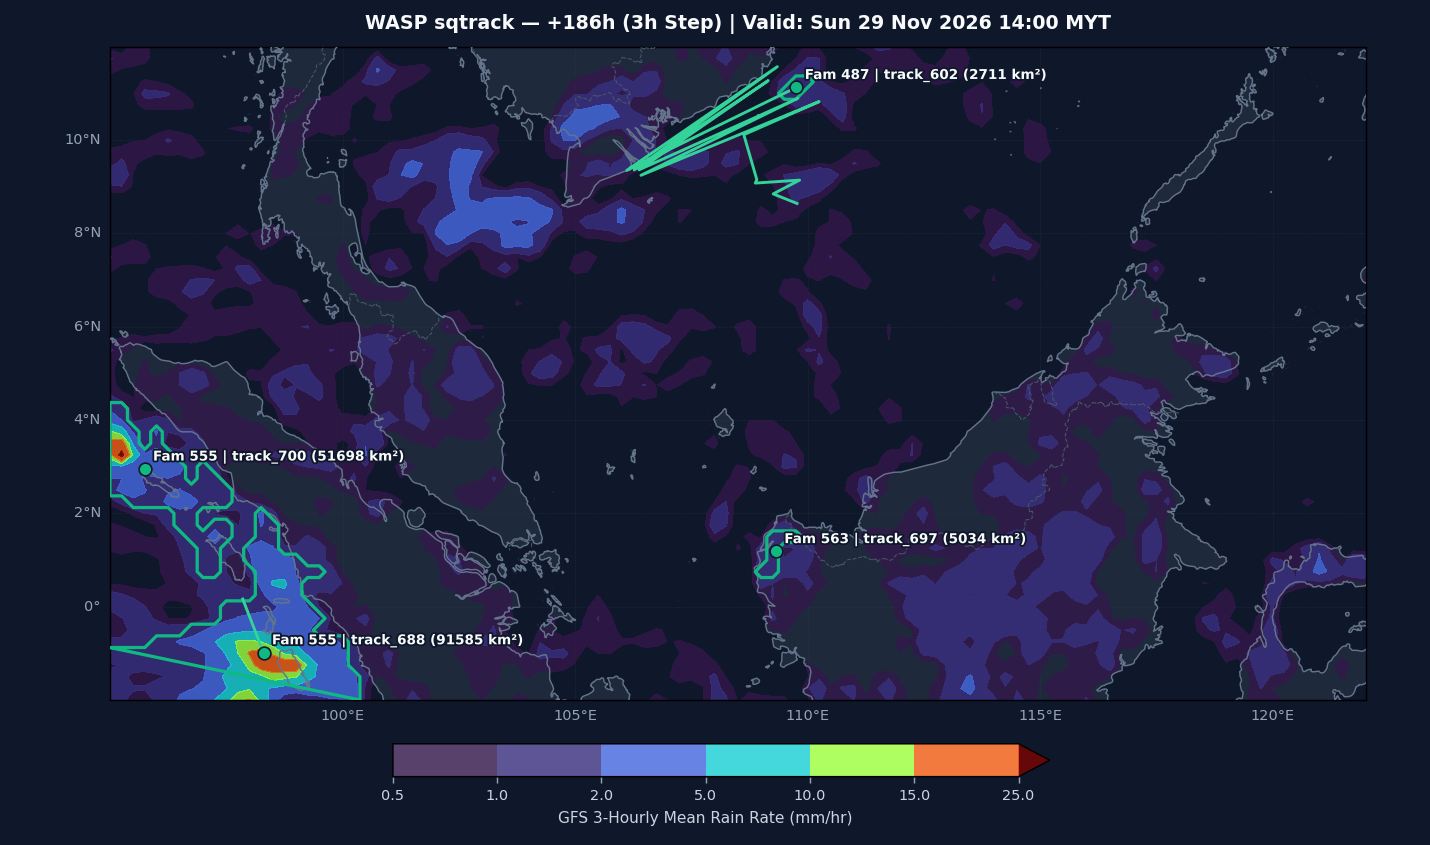 WASP sqtrack — +186h (3h Step) | Valid: Sun 29 Nov 2026 14:00 MYT
Fam 487 | track_602 (2711 km²)
10°N
8°N
6°N
4°N
Fam 555 | track_700 (51698 km²)
2°N
Fam 563 | track_697 (5034 km²)
0°
Fam 555 | track_688 (91585 km²)
100°E 105°E 110°E 115°E 120°E
0.5 1.0 2.0 5.0 10.0 15.0 25.0
GFS 3-Hourly Mean Rain Rate (mm/hr)